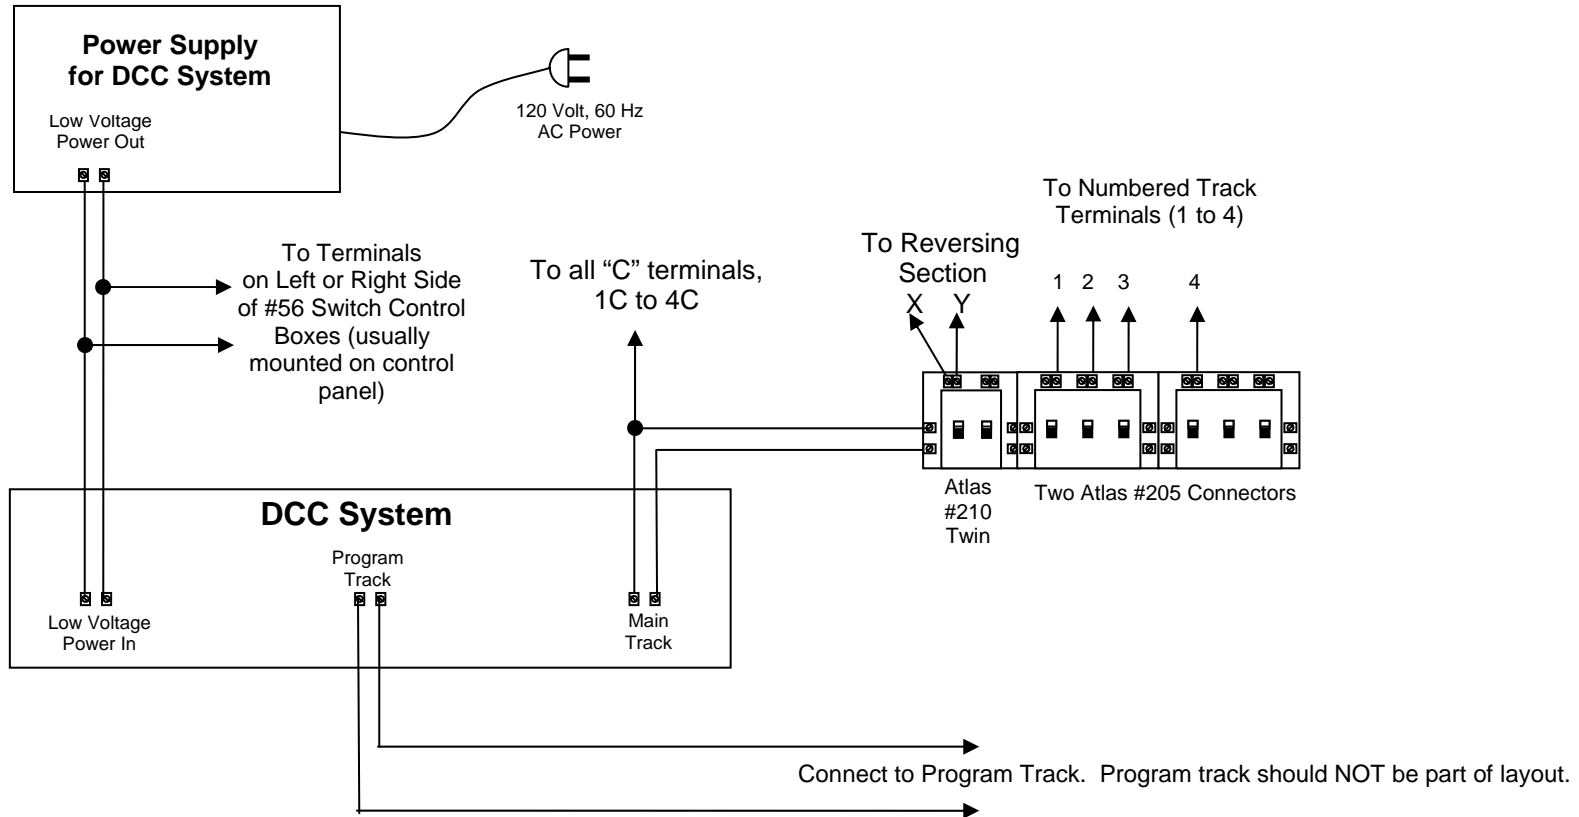 Power Supply
for DCC System
Low Voltage
Power Out
120 Volt, 60 Hz
AC Power
To Terminals
on Left or Right Side
of #56 Switch Control
Boxes (usually
mounted on control
panel)
To all “C” terminals,
1C to 4C
To Reversing
Section
X Y
To Numbered Track
Terminals (1 to 4)
1 2 3 4
Atlas
#210
Twin
Two Atlas #205 Connectors
DCC System
Program
Track
Low Voltage
Power In
Main
Track
Connect to Program Track. Program track should NOT be part of layout.